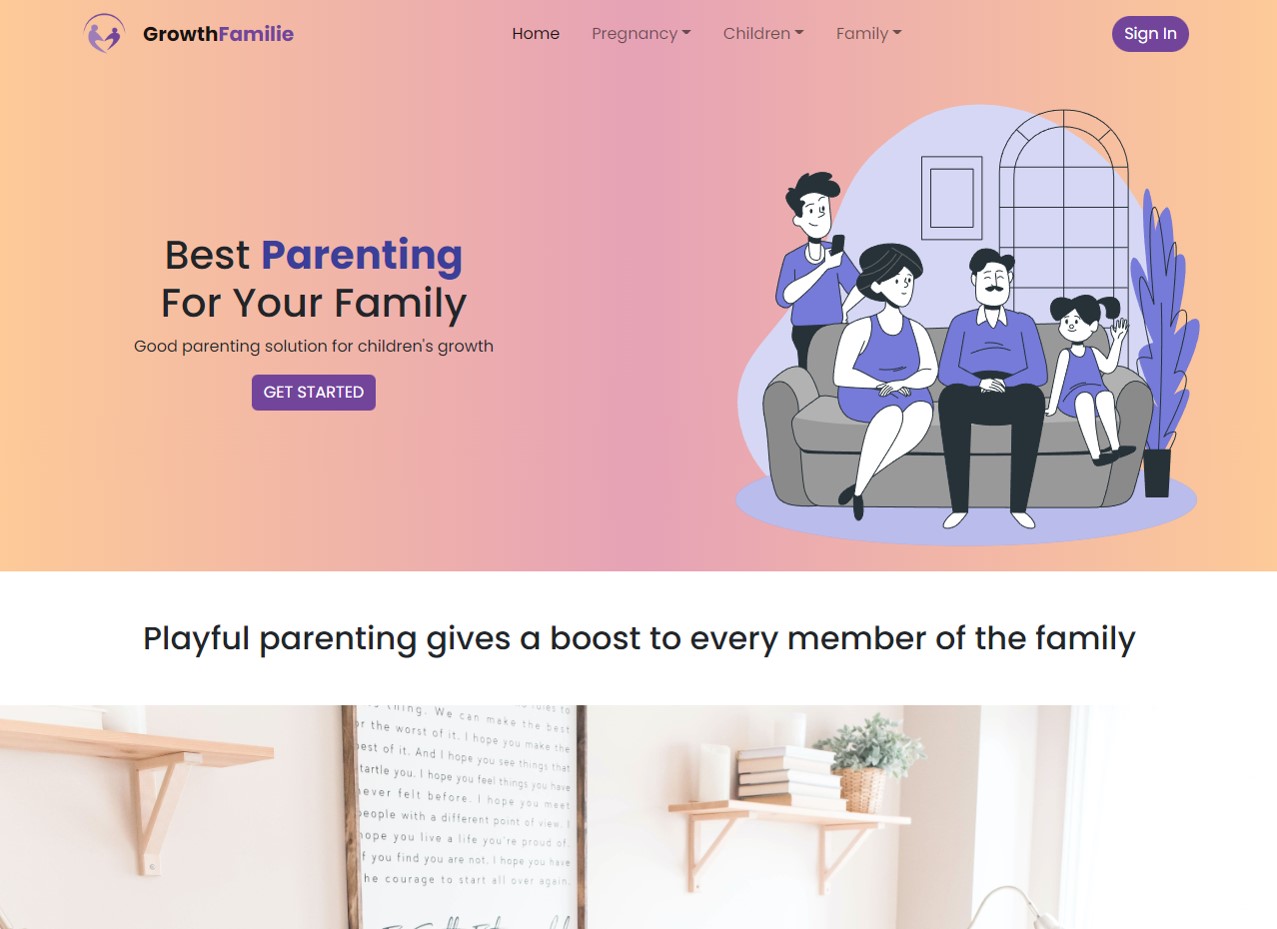 GrowthFamilie
Home
Pregnancy
Children
Family
Sign In
Best Parenting
For Your Family
Good parenting solution for children's growth
GET STARTED
Playful parenting gives a boost to every member of the family
thing. We can make the best
or the worst of it. I hope you make the
best of it. And I hope you see things that
startle you. I hope you feel things you have
never felt before. I hope you meet
people with a different point of view. I
hope you live a life you're proud of.
If you find you are not. I hope you have
the courage to start all over again.